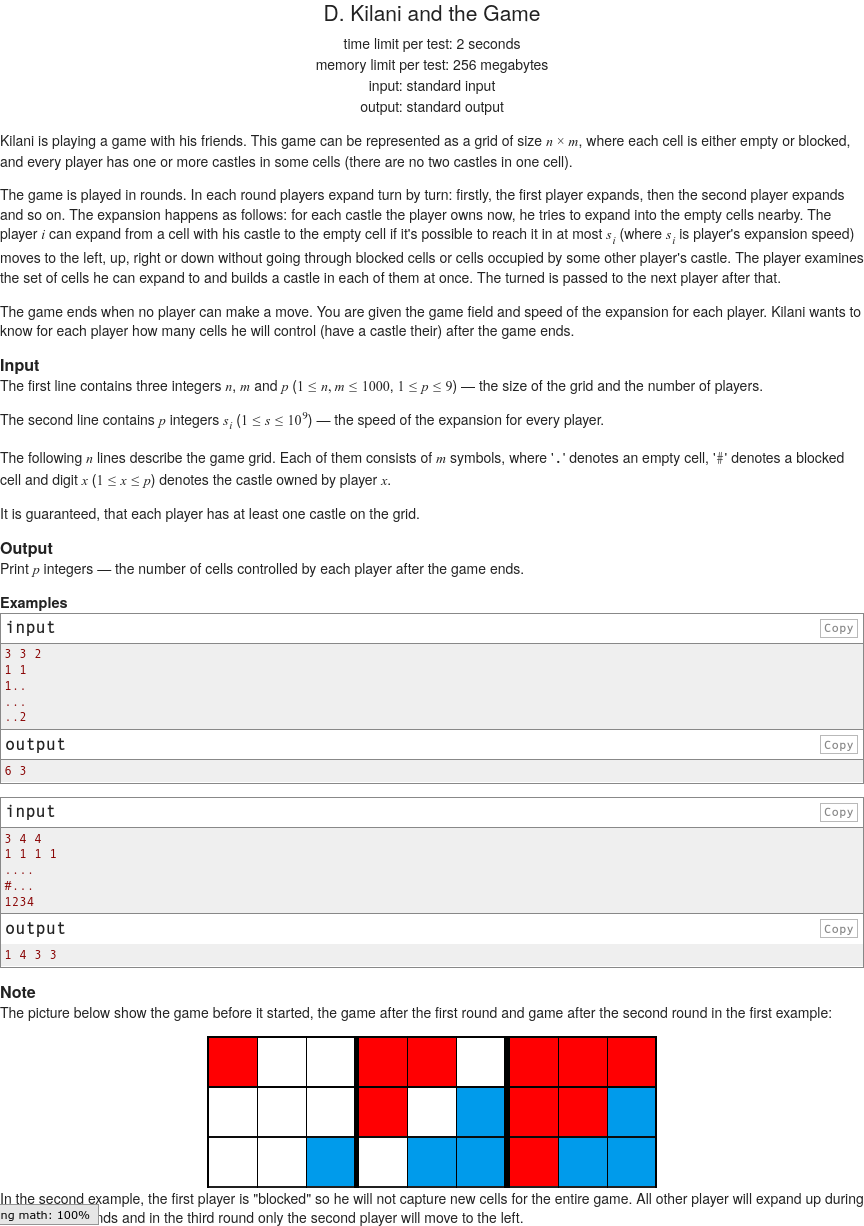 D. Kilani and the Game
time limit per test: 2 seconds
memory limit per test: 256 megabytes
input: standard input
output: standard output
Kilani is playing a game with his friends. This game can be represented as a grid of size n × m, where each cell is either empty or blocked,
and every player has one or more castles in some cells (there are no two castles in one cell).
The game is played in rounds. In each round players expand turn by turn: firstly, the first player expands, then the second player expands
and so on. The expansion happens as follows: for each castle the player owns now, he tries to expand into the empty cells nearby. The
player i can expand from a cell with his castle to the empty cell if it's possible to reach it in at most s_i (where s_i is player's expansion speed)
moves to the left, up, right or down without going through blocked cells or cells occupied by some other player's castle. The player examines
the set of cells he can expand to and builds a castle in each of them at once. The turned is passed to the next player after that.
The game ends when no player can make a move. You are given the game field and speed of the expansion for each player. Kilani wants to
know for each player how many cells he will control (have a castle their) after the game ends.
Input
The first line contains three integers n, m and p (1 ≤ n, m ≤ 1000, 1 ≤ p ≤ 9) — the size of the grid and the number of players.
The second line contains p integers s_i (1 ≤ s ≤ 10^9) — the speed of the expansion for every player.
The following n lines describe the game grid. Each of them consists of m symbols, where '.' denotes an empty cell, '#' denotes a blocked
cell and digit x (1 ≤ x ≤ p) denotes the castle owned by player x.
It is guaranteed, that each player has at least one castle on the grid.
Output
Print p integers — the number of cells controlled by each player after the game ends.
Examples
input Copy
3 3 2
1 1
1..
...
..2
output Copy
6 3
input Copy
3 4 4
1 1 1 1
....
#...
1234
output Copy
1 4 3 3
Note
The picture below show the game before it started, the game after the first round and game after the second round in the first example:
In the second example, the first player is "blocked" so he will not capture new cells for the entire game. All other player will expand up during
ng math: 100% nds and in the third round only the second player will move to the left.